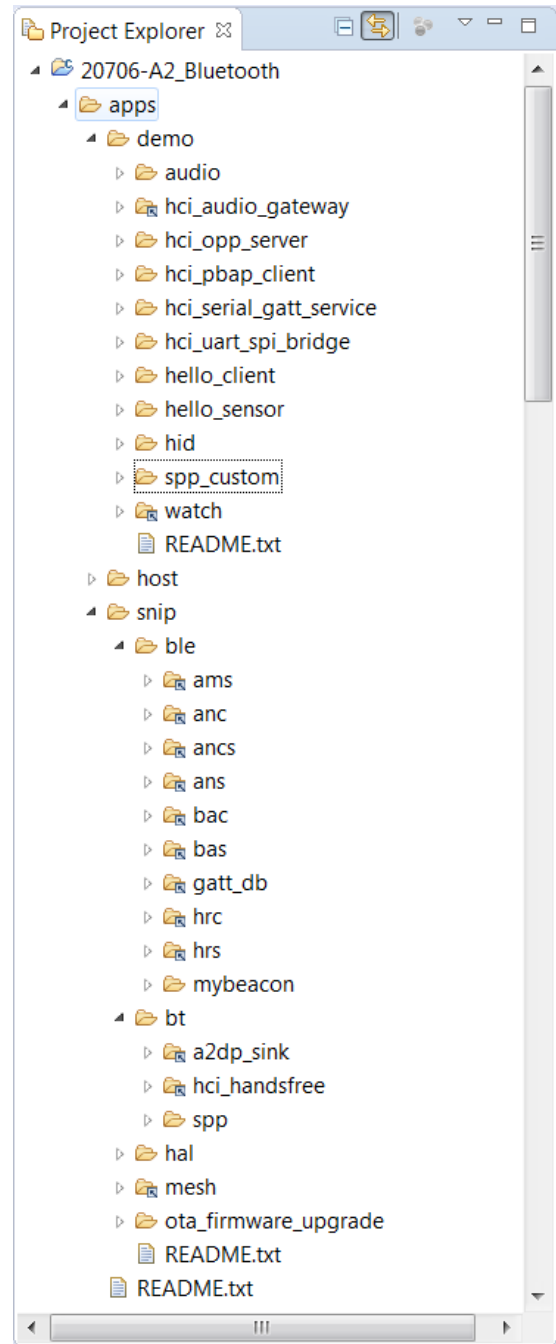 Project Explorer
20706-A2_Bluetooth
apps
demo
audio
hci_audio_gateway
hci_opp_server
hci_pbap_client
hci_serial_gatt_service
hci_uart_spi_bridge
hello_client
hello_sensor
hid
spp_custom
watch
README.txt
host
snip
ble
ams
anc
ancs
ans
bac
bas
gatt_db
hrc
hrs
mybeacon
bt
a2dp_sink
hci_handsfree
spp
hal
mesh
ota_firmware_upgrade
README.txt
README.txt